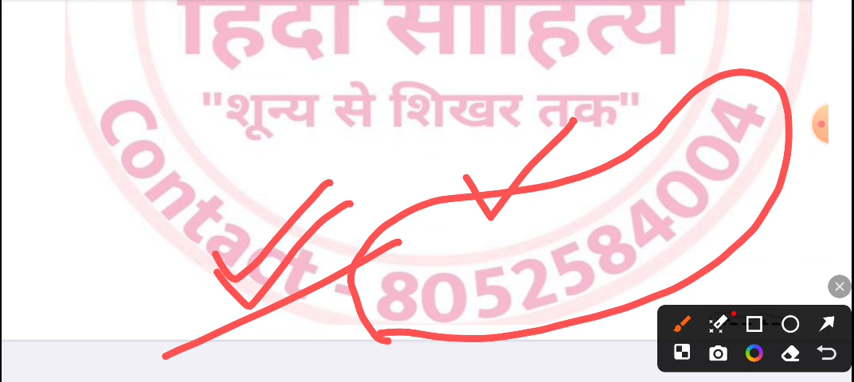 हिंदी साहित्य
"शून्य से शिखर तक"
Contact - 8052584004